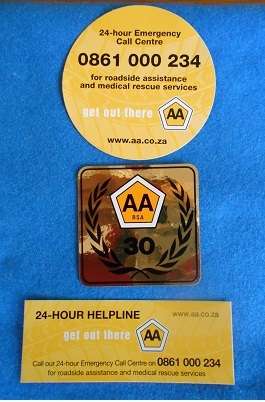 24-hour Emergency
Call Centre
0861 000 234
for roadside assistance
and medical rescue services
get out there AA
www.aa.co.za
AA
RSA
30
24-HOUR HELPLINE www.aa.co.za
get out there AA
Call our 24-hour Emergency Call Centre on 0861 000 234
for roadside assistance and medical rescue services